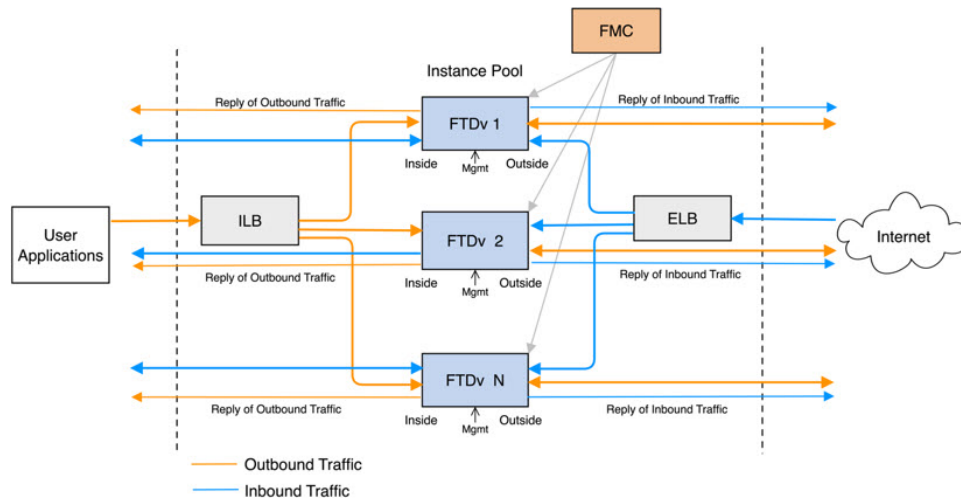 FMC
Instance Pool
Reply of Outbound Traffic
Reply of Inbound Traffic
FTDv 1
Inside
Mgmt
Outside
User
Applications
ILB
FTDv 2
ELB
Internet
Reply of Outbound Traffic
Inside
Mgmt
Outside
Reply of Inbound Traffic
FTDv N
Reply of Outbound Traffic
Inside
Mgmt
Outside
Reply of Inbound Traffic
Outbound Traffic
Inbound Traffic